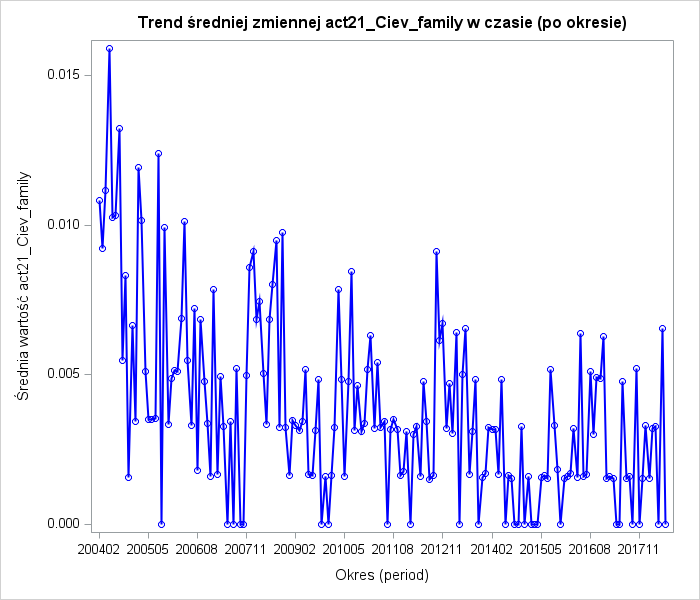 Trend średniej zmiennej act21_Ciev_family w czasie (po okresie)
0.015
0.010
0.005
0.000
Średnia wartość act21_Ciev_family
200402 200505 200608 200711 200902 201005 201108 201211 201402 201505 201608 201711
Okres (period)